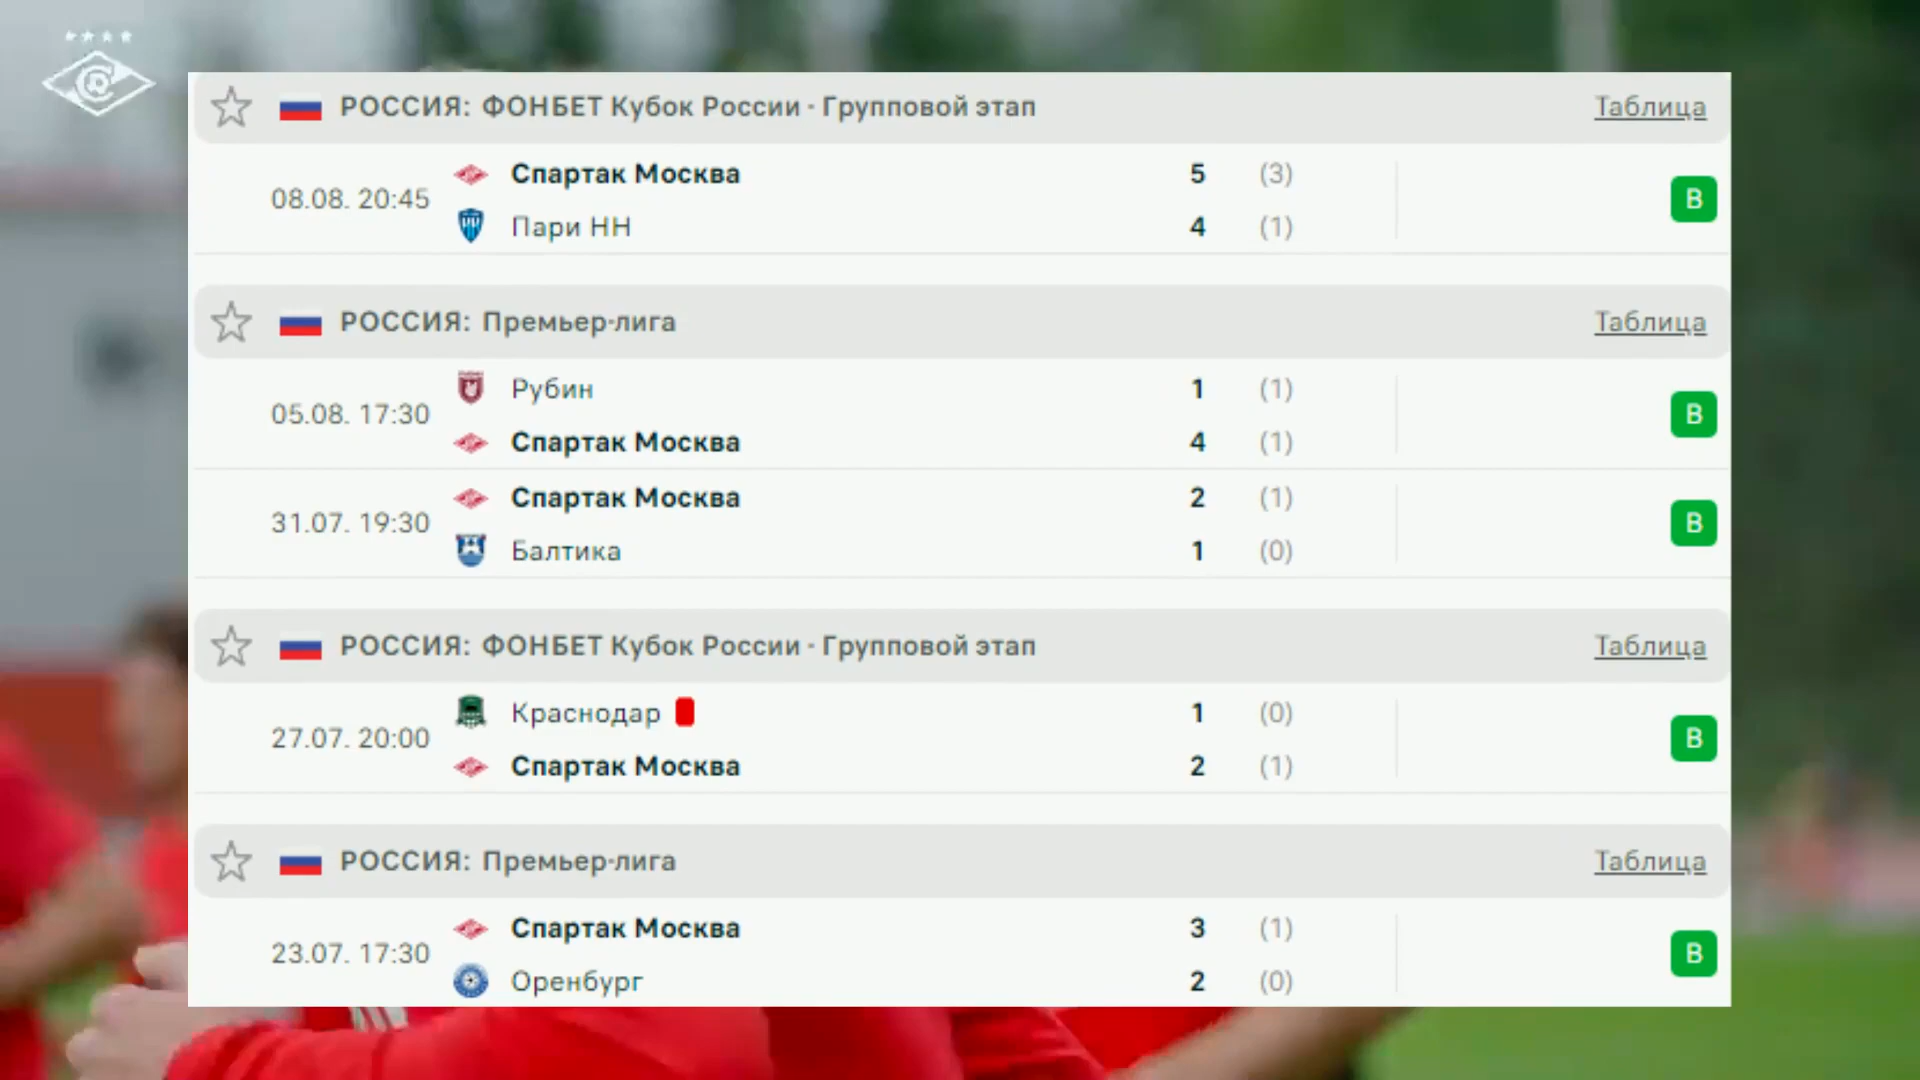 РОССИЯ: ФОНБЕТ Кубок России - Групповой этап Таблица
08.08. 20:45
Спартак Москва 5 (3)
Пари НН 4 (1)
В
РОССИЯ: Премьер-лига Таблица
05.08. 17:30
Рубин 1 (1)
Спартак Москва 4 (1)
В
31.07. 19:30
Спартак Москва 2 (1)
Балтика 1 (0)
В
РОССИЯ: ФОНБЕТ Кубок России - Групповой этап Таблица
27.07. 20:00
Краснодар 1 (0)
Спартак Москва 2 (1)
В
РОССИЯ: Премьер-лига Таблица
23.07. 17:30
Спартак Москва 3 (1)
Оренбург 2 (0)
В